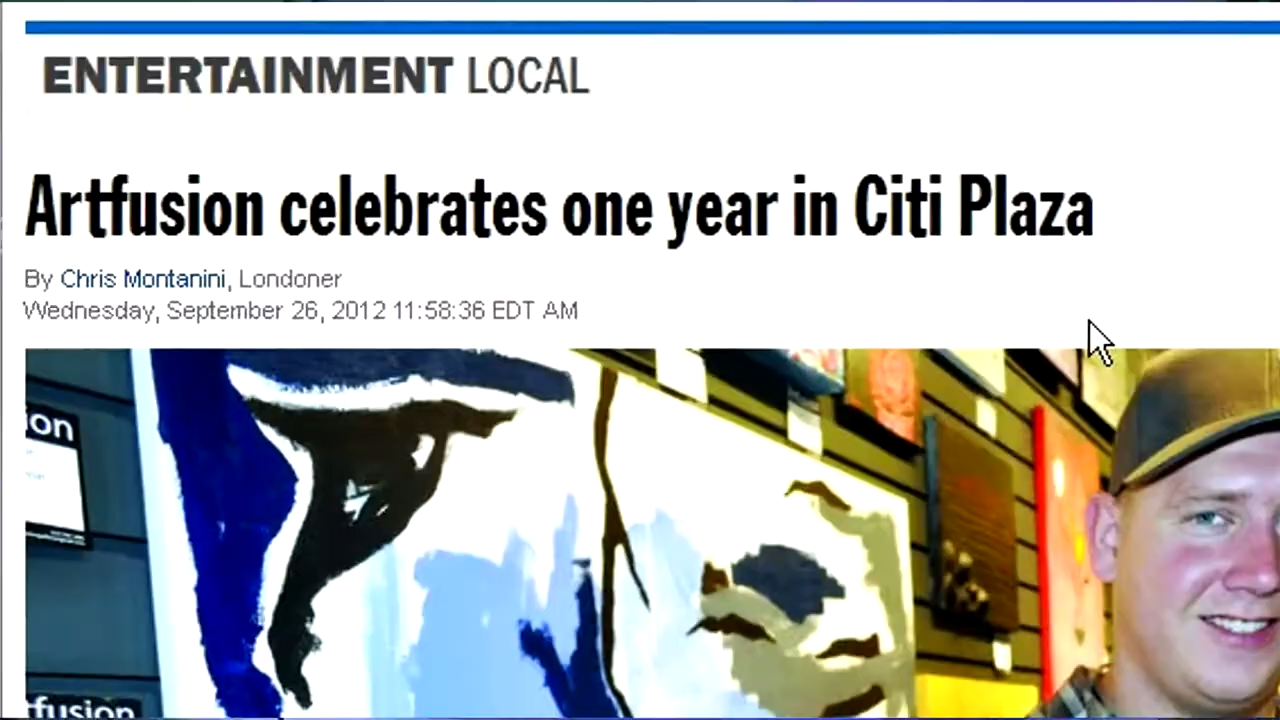 ENTERTAINMENT LOCAL
Artfusion celebrates one year in Citi Plaza
By Chris Montanini, Londoner
Wednesday, September 26, 2012 11:58:36 EDT AM
ion
fusion